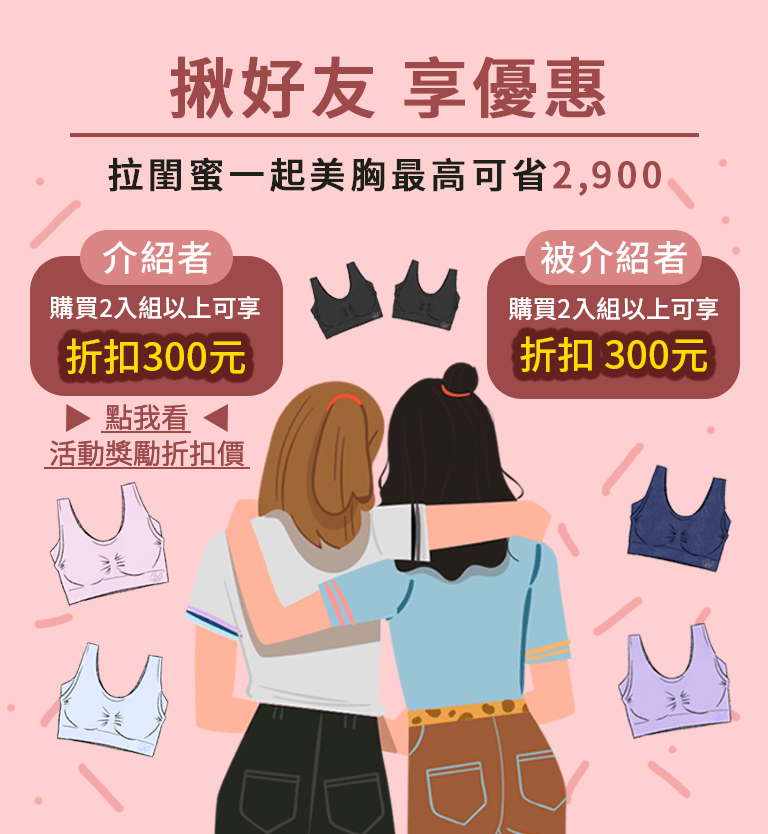 揪好友 享優惠
拉閨蜜一起美胸最高可省2,900
介紹者
購買2入組以上可享
折扣300元
▶ 點我看 ◀
活動獎勵折扣價
被介紹者
購買2入組以上可享
折扣 300元